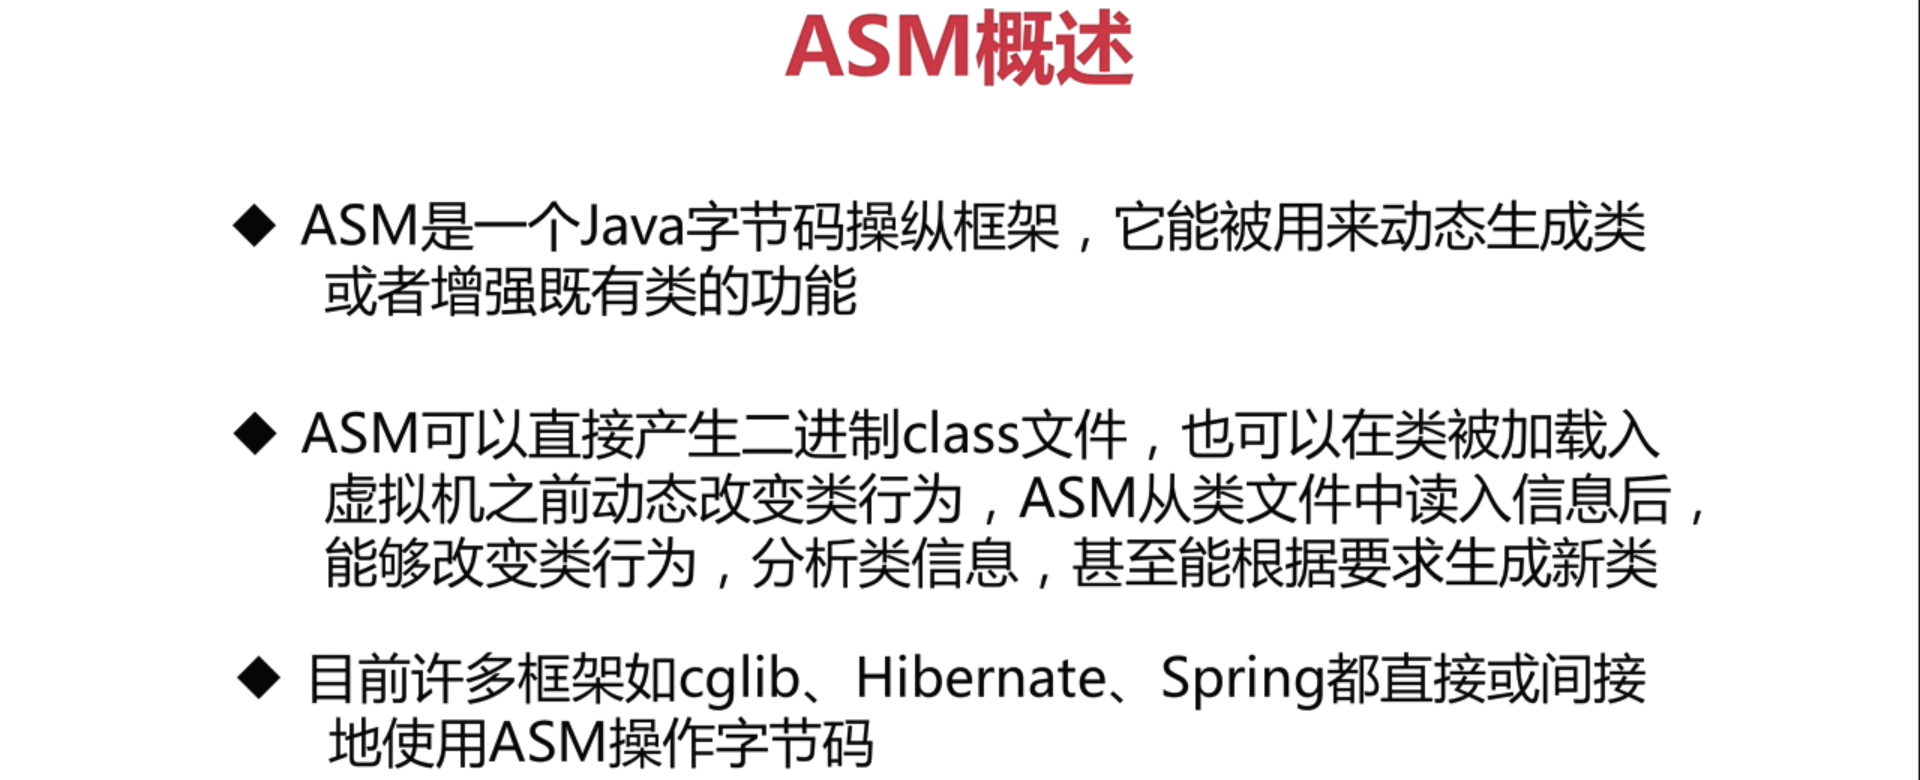 ASM概述
◆ ASM是一个Java字节码操纵框架，它能被用来动态生成类
或者增强既有类的功能
◆ ASM可以直接产生二进制class文件，也可以在类被加载入
虚拟机之前动态改变类行为，ASM从类文件中读入信息后，
能够改变类行为，分析类信息，甚至能根据要求生成新类
◆ 目前许多框架如cglib、Hibernate、Spring都直接或间接
地使用ASM操作字节码